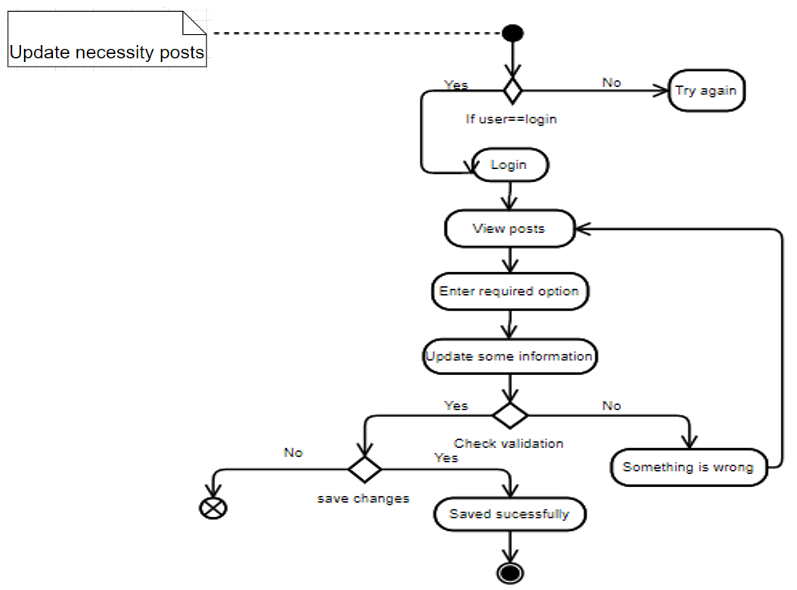 Update necessity posts
Yes
No
Try again
If user==login
Login
View posts
Enter required option
Update some information
Yes
No
Check validation
No
Yes
Something is wrong
save changes
Saved sucessfully